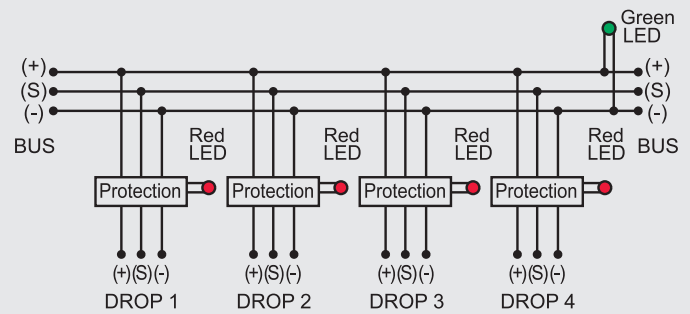 Green
LED
(+) (+)
(S) (S)
(-) (-)
BUS Red LED Red LED Red LED Red LED BUS
Protection Protection Protection Protection
(+)(S)(-) (+)(S)(-) (+)(S)(-) (+)(S)(-)
DROP 1 DROP 2 DROP 3 DROP 4